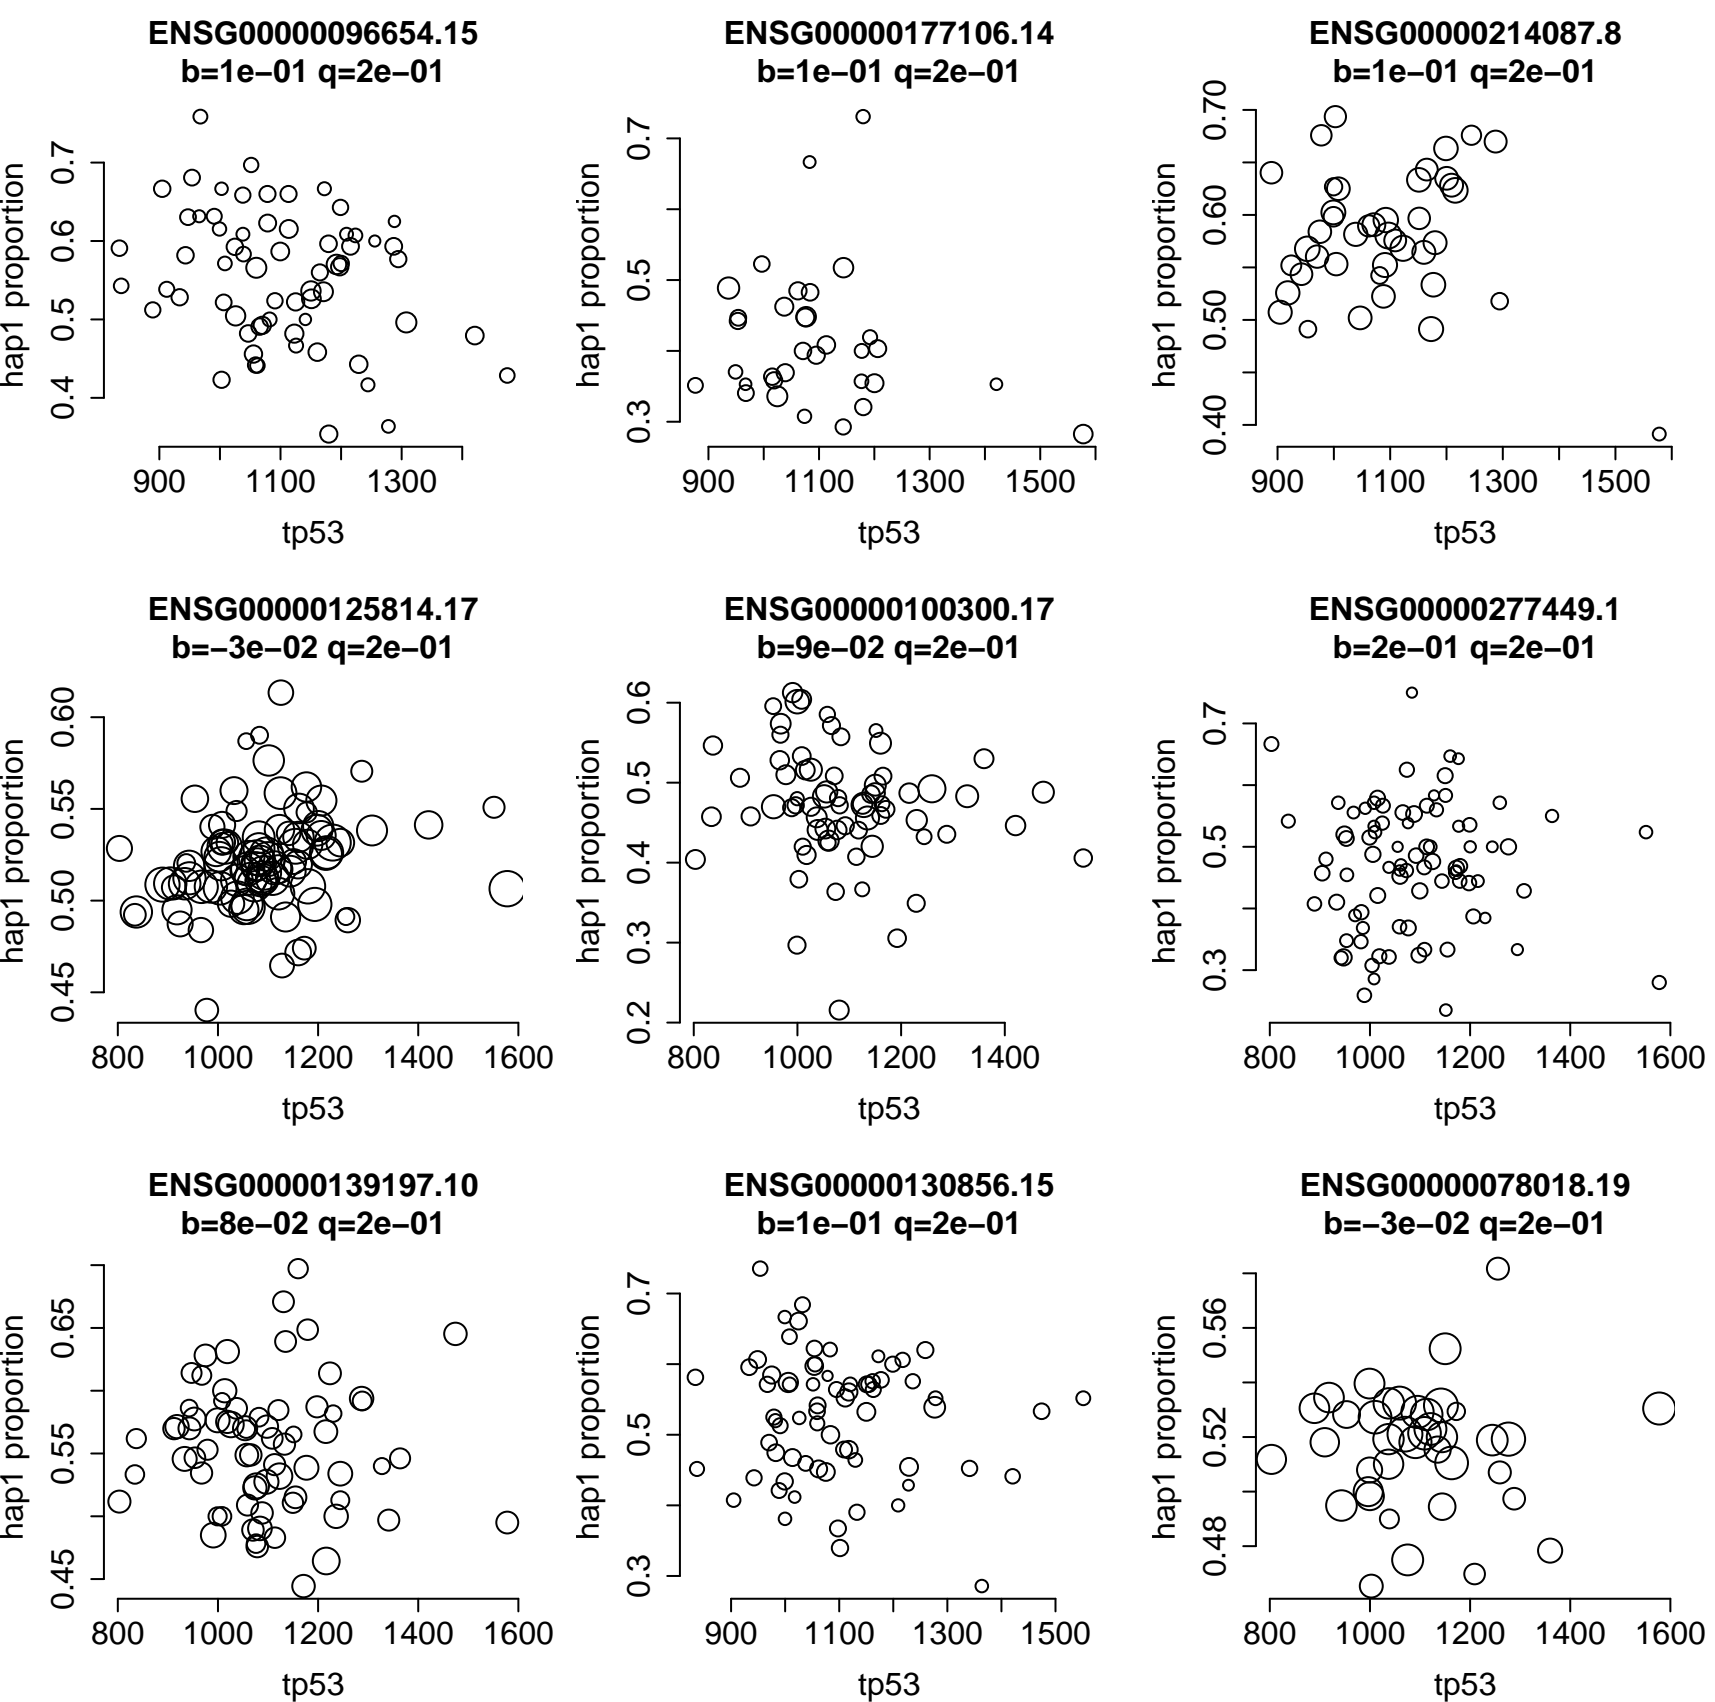 ENSG00000096654.15
b=1e−01 q=2e−01
hap1 proportion
0.4 0.5 0.6 0.7
900 1100 1300
tp53
ENSG00000177106.14
b=1e−01 q=2e−01
hap1 proportion
0.3 0.5 0.7
900 1100 1300 1500
tp53
ENSG00000214087.8
b=1e−01 q=2e−01
hap1 proportion
0.40 0.50 0.60 0.70
900 1100 1300 1500
tp53
ENSG00000125814.17
b=−3e−02 q=2e−01
hap1 proportion
0.45 0.50 0.55 0.60
800 1000 1200 1400 1600
tp53
ENSG00000100300.17
b=9e−02 q=2e−01
hap1 proportion
0.2 0.3 0.4 0.5 0.6
800 1000 1200 1400
tp53
ENSG00000277449.1
b=2e−01 q=2e−01
hap1 proportion
0.3 0.5 0.7
800 1000 1200 1400 1600
tp53
ENSG00000139197.10
b=8e−02 q=2e−01
hap1 proportion
0.45 0.55 0.65
800 1000 1200 1400 1600
tp53
ENSG00000130856.15
b=1e−01 q=2e−01
hap1 proportion
0.3 0.5 0.7
900 1100 1300 1500
tp53
ENSG00000078018.19
b=−3e−02 q=2e−01
hap1 proportion
0.48 0.52 0.56
800 1000 1200 1400 1600
tp53